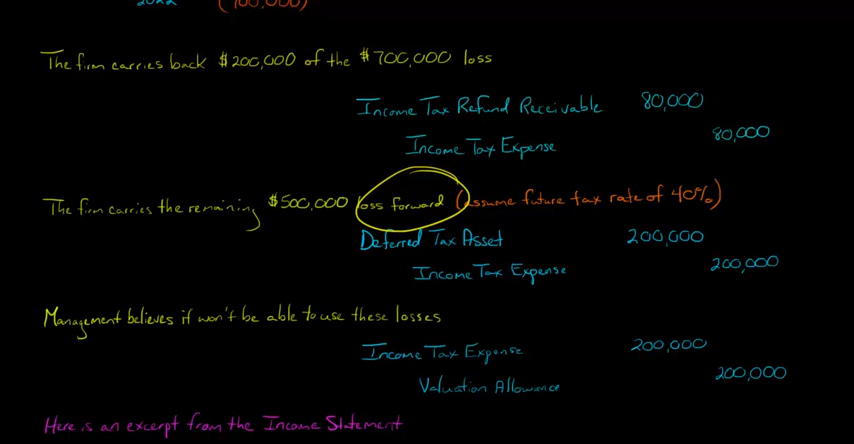 2022 (700,000)
The firm carries back $200,000 of the $700,000 loss
Income Tax Refund Receivable 80,000
Income Tax Expense 80,000
The firm carries the remaining $500,000 loss forward (assume future tax rate of 40%)
Deferred Tax Asset 200,000
Income Tax Expense 200,000
Management believes it won't be able to use these losses
Income Tax Expense 200,000
Valuation Allowance 200,000
Here is an excerpt from the Income Statement